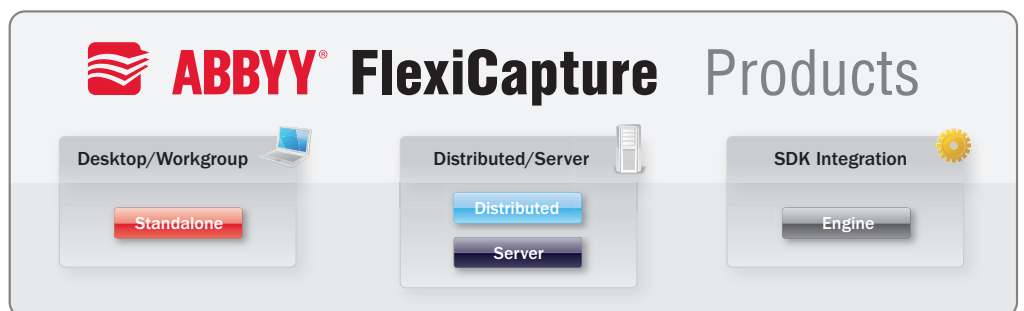 ABBYY® FlexiCapture Products
Desktop/Workgroup
Standalone
Distributed/Server
Distributed
Server
SDK Integration
Engine